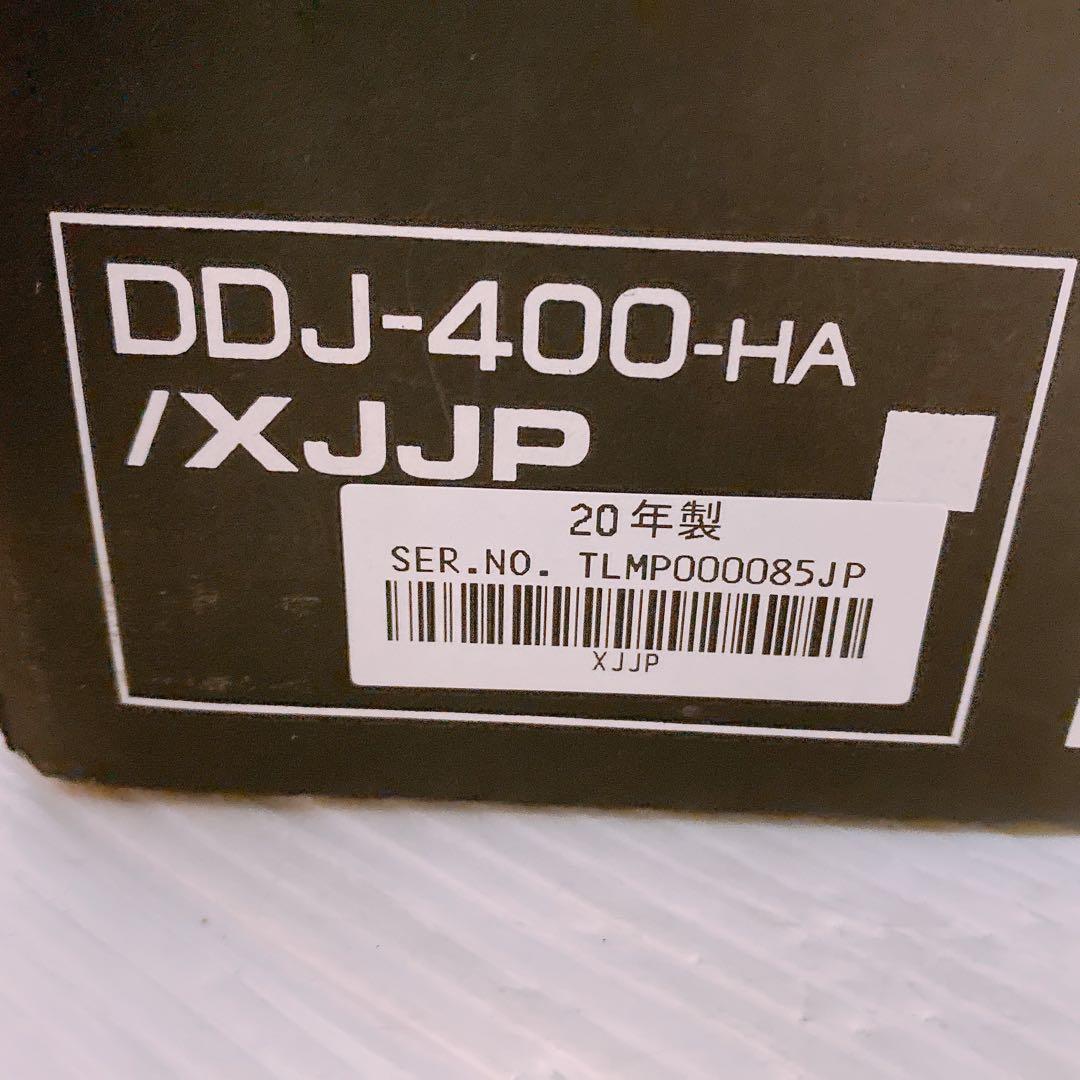 DDJ-400-HA
/XJJP
20年製
SER.NO. TLMP000085JP
XJJP